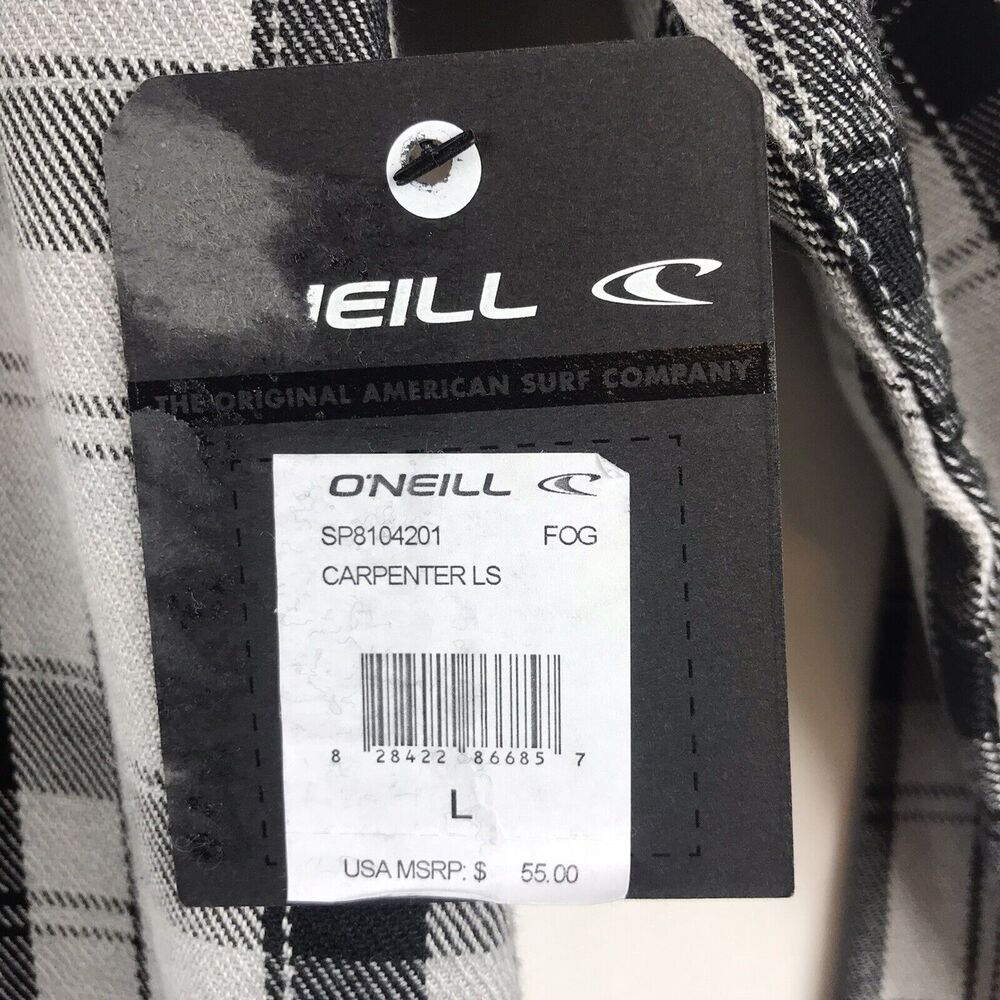 NEILL
THE ORIGINAL AMERICAN SURF COMPANY
O'NEILL
SP8104201 FOG
CARPENTER LS
8 28422 86685 7
L
USA MSRP: $ 55.00